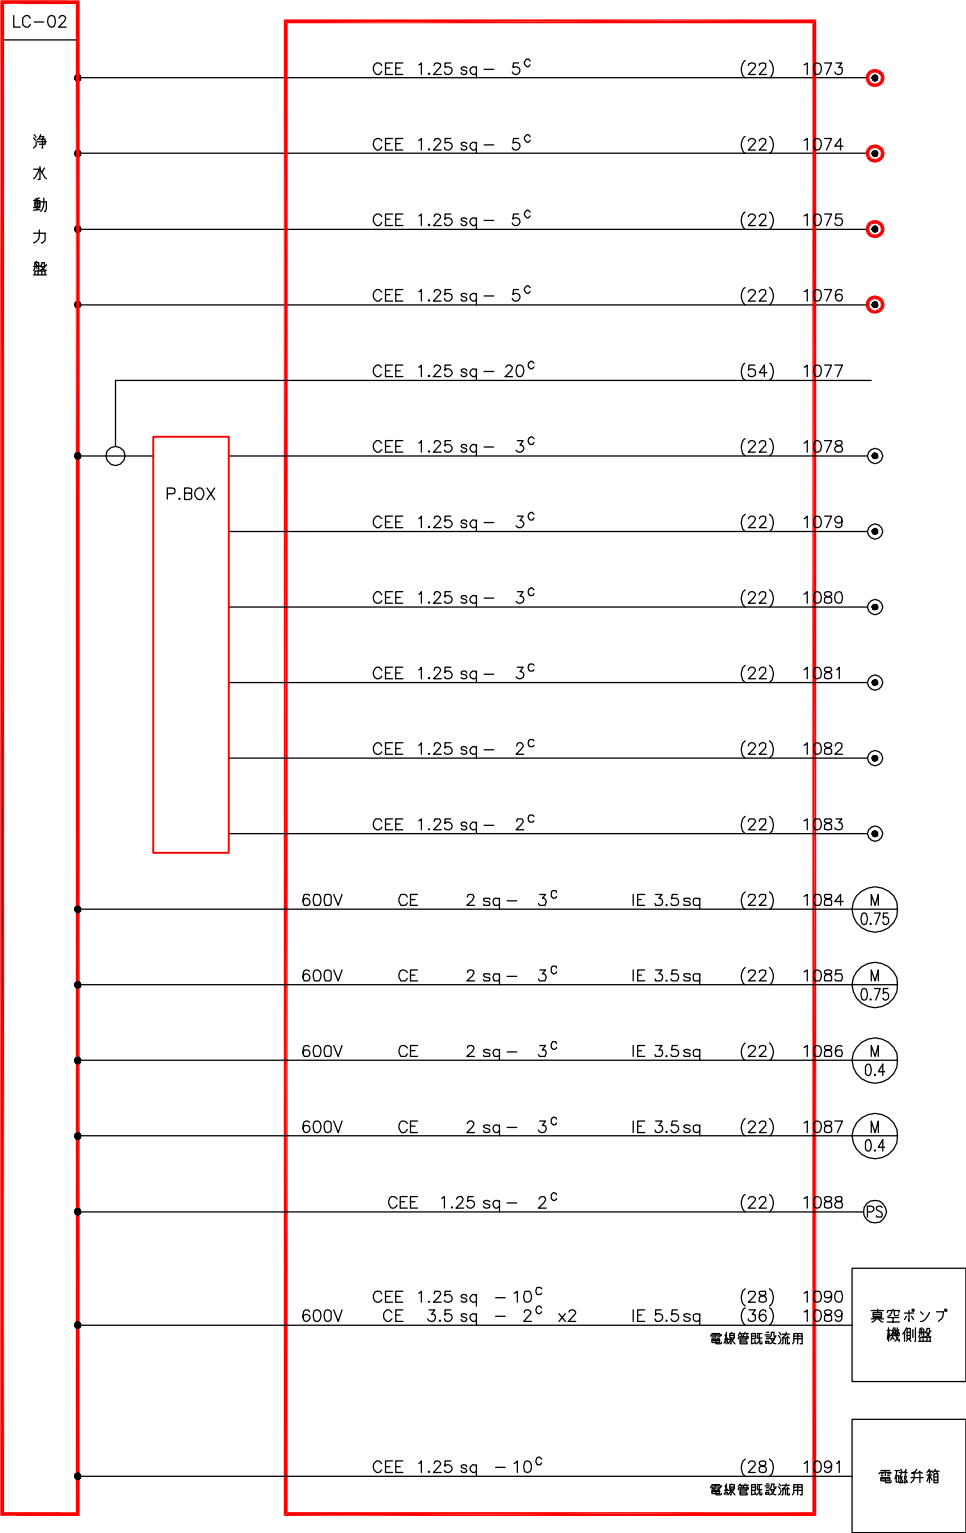 LC-02
浄水動力盤
CEE 1.25 sq - 5C (22) 1073
CEE 1.25 sq - 5C (22) 1074
CEE 1.25 sq - 5C (22) 1075
CEE 1.25 sq - 5C (22) 1076
CEE 1.25 sq - 20C (54) 1077
CEE 1.25 sq - 3C (22) 1078
P.BOX
CEE 1.25 sq - 3C (22) 1079
CEE 1.25 sq - 3C (22) 1080
CEE 1.25 sq - 3C (22) 1081
CEE 1.25 sq - 2C (22) 1082
CEE 1.25 sq - 2C (22) 1083
600V CE 2 sq - 3C IE 3.5sq (22) 1084 M
0.75
600V CE 2 sq - 3C IE 3.5sq (22) 1085 M
0.75
600V CE 2 sq - 3C IE 3.5sq (22) 1086 M
0.4
600V CE 2 sq - 3C IE 3.5sq (22) 1087 M
0.4
CEE 1.25 sq - 2C (22) 1088 PS
CEE 1.25 sq - 10C (28) 1090
600V CE 3.5 sq - 2C x2 IE 5.5sq (36) 1089
電線管既設流用
真空ポンプ
機側盤
CEE 1.25 sq - 10C (28) 1091
電線管既設流用
電磁弁箱